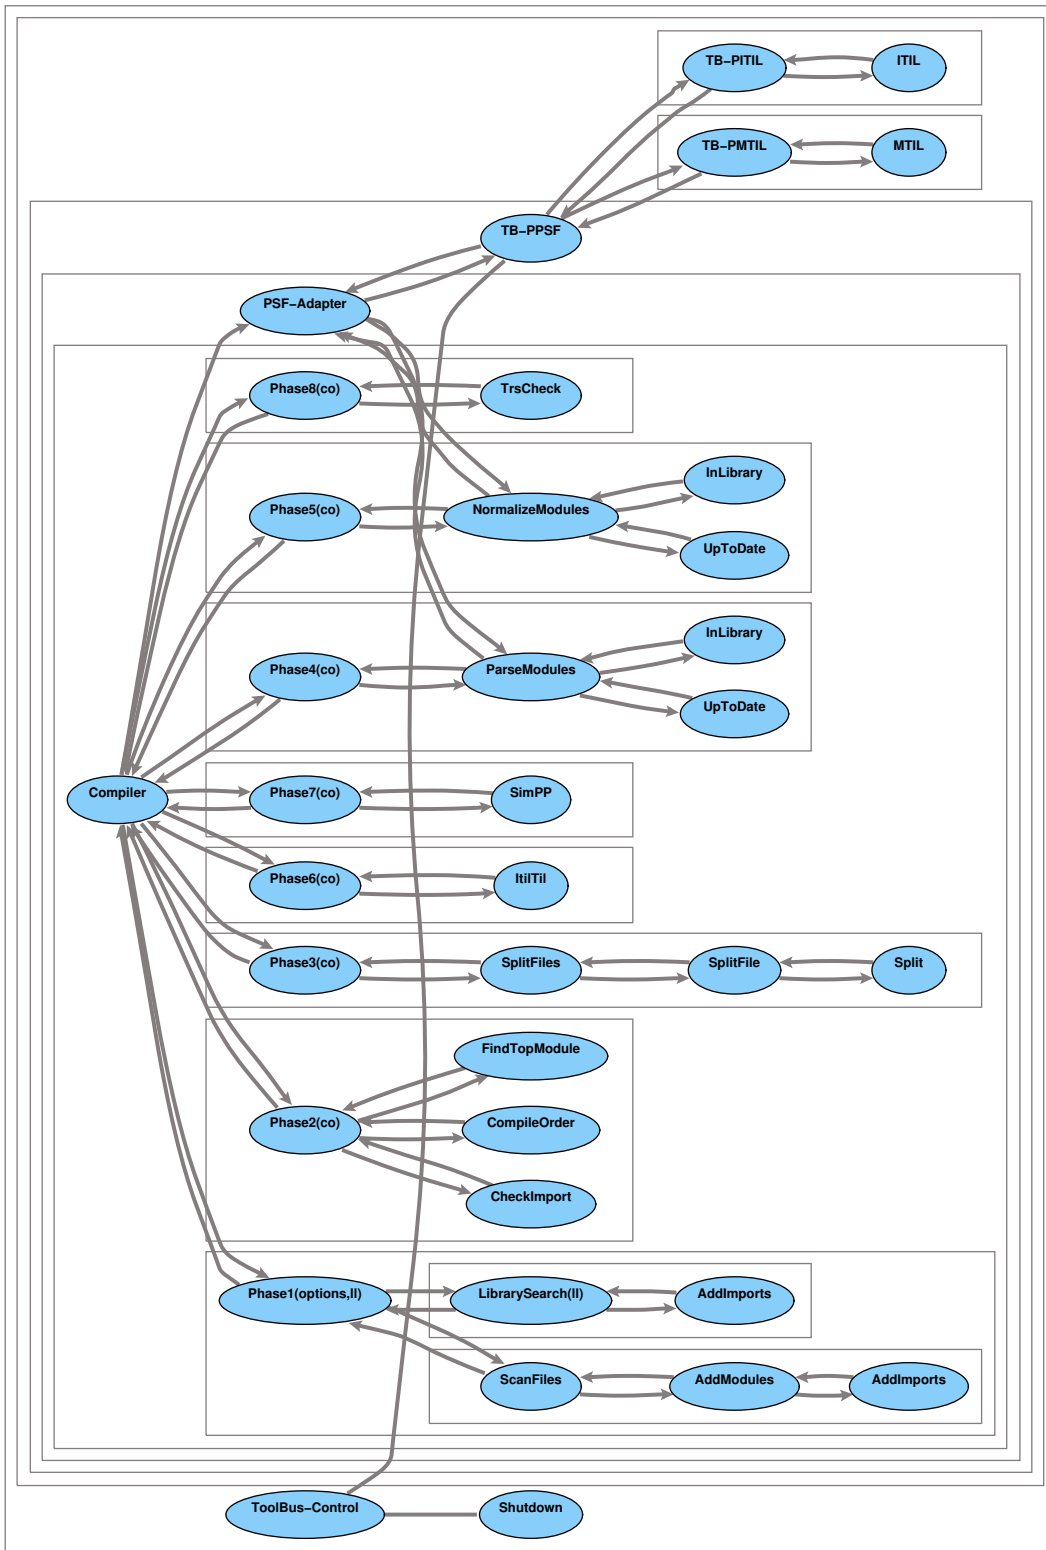 TB−PITIL
ITIL
TB−PMTIL
MTIL
TB−PPSF
PSF−Adapter
Phase8(co)
TrsCheck
InLibrary
Phase5(co)
NormalizeModules
UpToDate
InLibrary
Phase4(co)
ParseModules
UpToDate
Compiler
Phase7(co)
SimPP
Phase6(co)
ItilTil
Phase3(co)
SplitFiles
SplitFile
Split
FindTopModule
Phase2(co)
CompileOrder
CheckImport
Phase1(options,ll)
LibrarySearch(ll)
AddImports
ScanFiles
AddModules
AddImports
ToolBus−Control
Shutdown